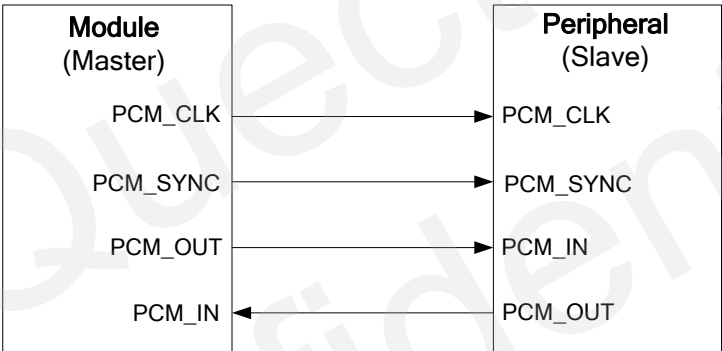 Module
(Master)
Peripheral
(Slave)
PCM_CLK
PCM_CLK
PCM_SYNC
PCM_SYNC
PCM_OUT
PCM_IN
PCM_IN
PCM_OUT